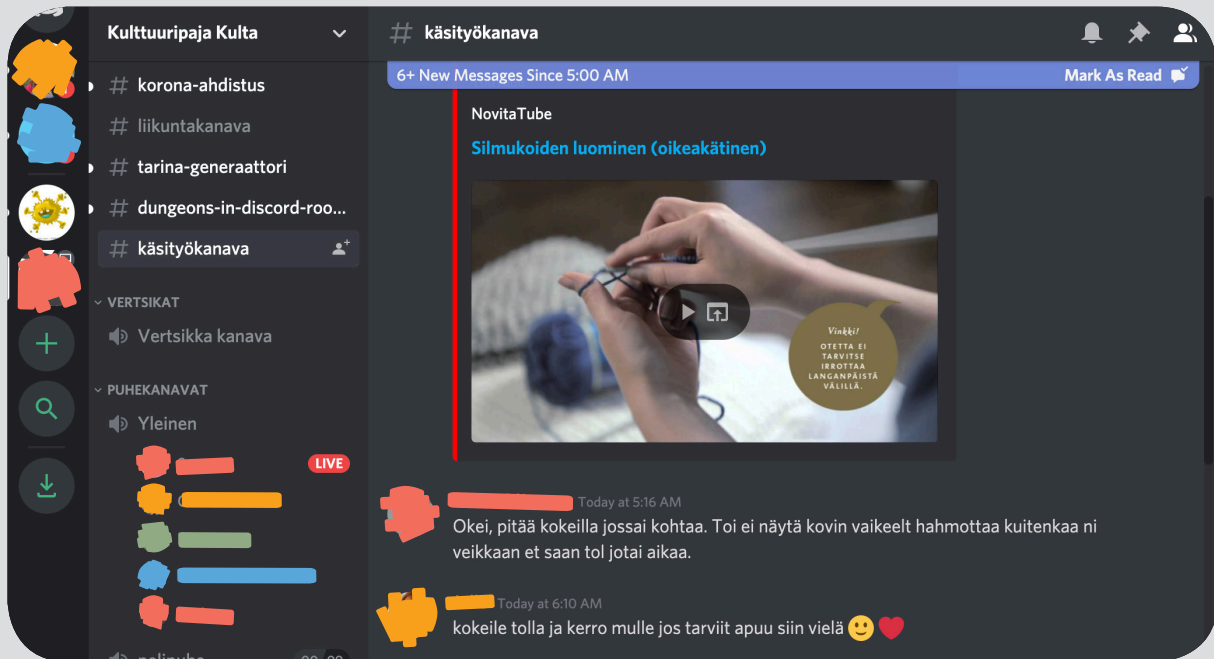 Kulttuuripaja Kulta
# korona-ahdistus
# liikuntakanava
# tarina-generaattori
# dungeons-in-discord-roo...
# käsityökanava
VERTSIKAT
Vertsikka kanava
PUHEKANAVAT
Yleinen
LIVE
# käsityökanava
6+ New Messages Since 5:00 AM
Mark As Read
NovitaTube
Silmukoiden luominen (oikeakätinen)
Vinkki!
OTETTA EI
TARVITSE
IRROTTAA
LANGANPÄISTÄ
VÄLILLÄ.
Today at 5:16 AM
Okei, pitää kokeilla jossai kohtaa. Toi ei näytä kovin vaikeelt hahmottaa kuitenkaa ni
veikkaan et saan tol jotai aikaa.
Today at 6:10 AM
kokeile tolla ja kerro mulle jos tarviit apuu siin vielä 🙂❤️